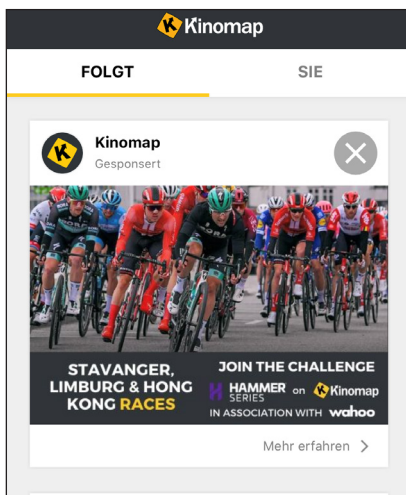 Kinomap
FOLGT
SIE
Kinomap
Gesponsert
STAVANGER,
LIMBURG & HONG
KONG RACES
JOIN THE CHALLENGE
HAMMER
SERIES
on Kinomap
IN ASSOCIATION WITH wahoo
Mehr erfahren